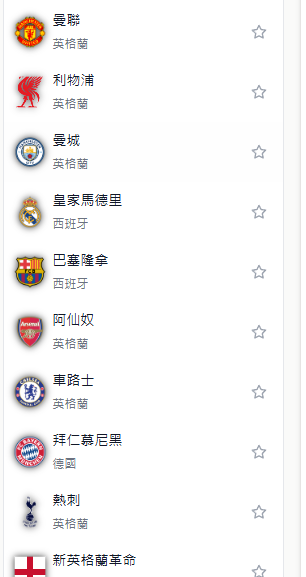 曼聯
英格蘭
利物浦
英格蘭
曼城
英格蘭
皇家馬德里
西班牙
巴塞隆拿
西班牙
阿仙奴
英格蘭
車路士
英格蘭
拜仁慕尼黑
德國
熱刺
英格蘭
新英格蘭革命